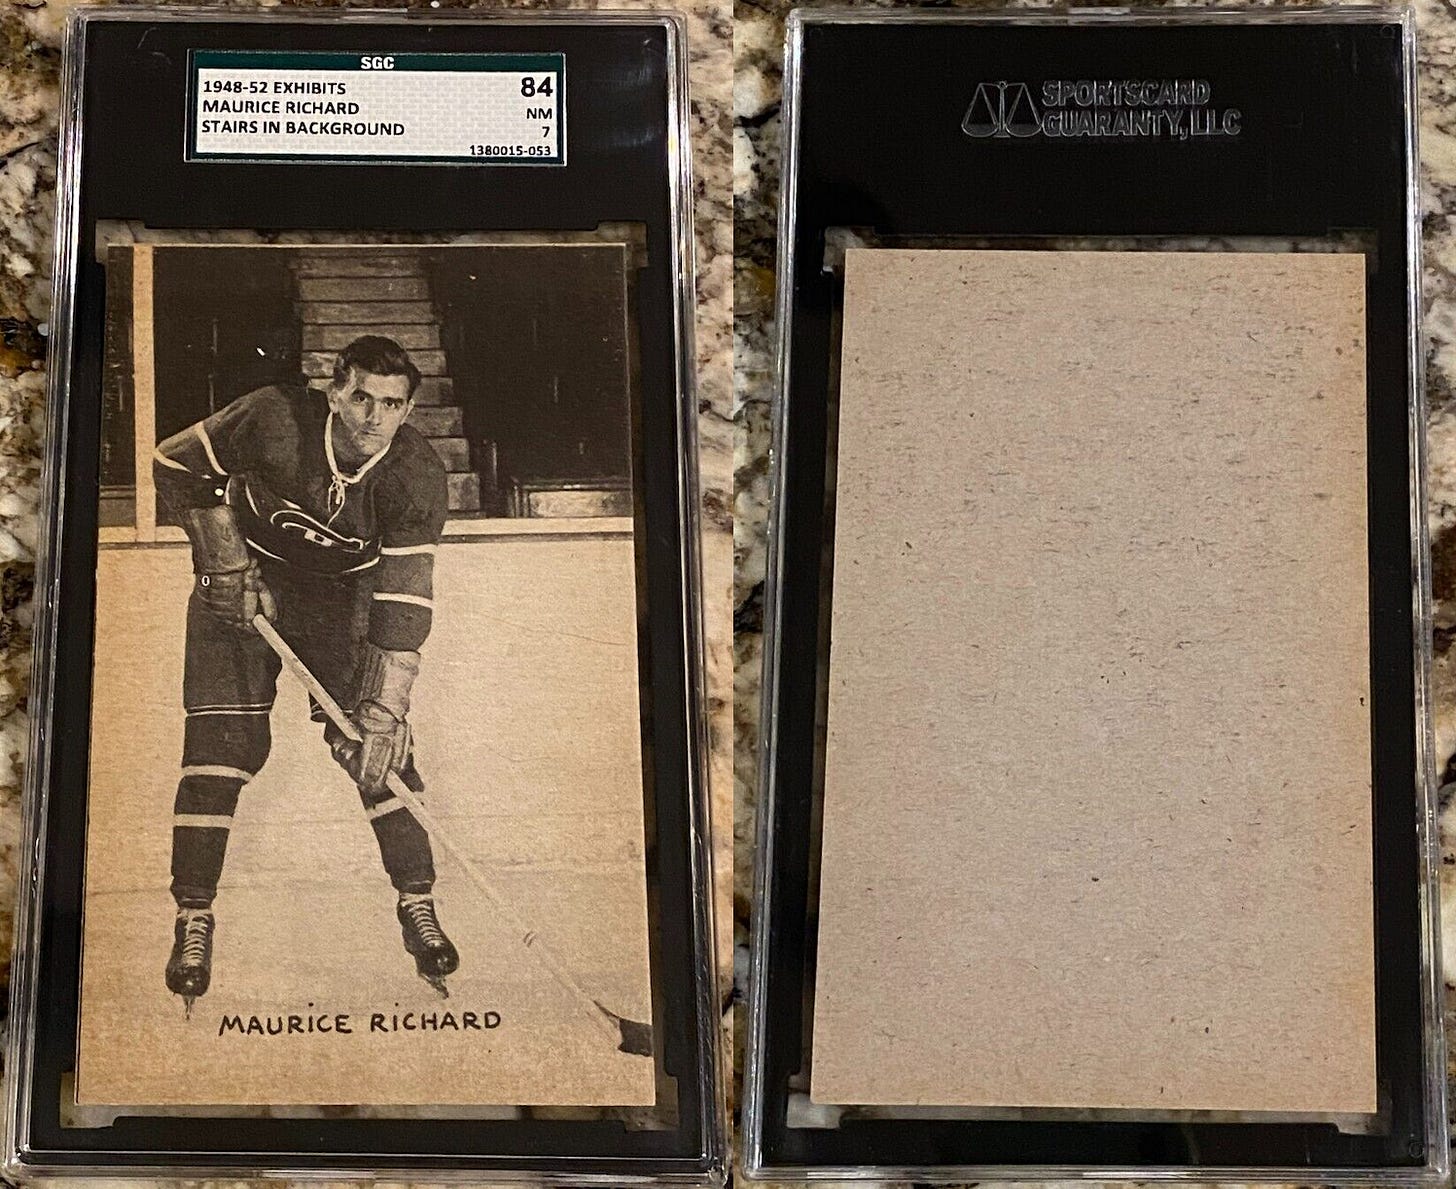 SGC
1948-52 EXHIBITS 84
MAURICE RICHARD NM
STAIRS IN BACKGROUND 7
1380015-053
MAURiCE RiCHARD
SPORTSCARD
GUARANTY, LLC